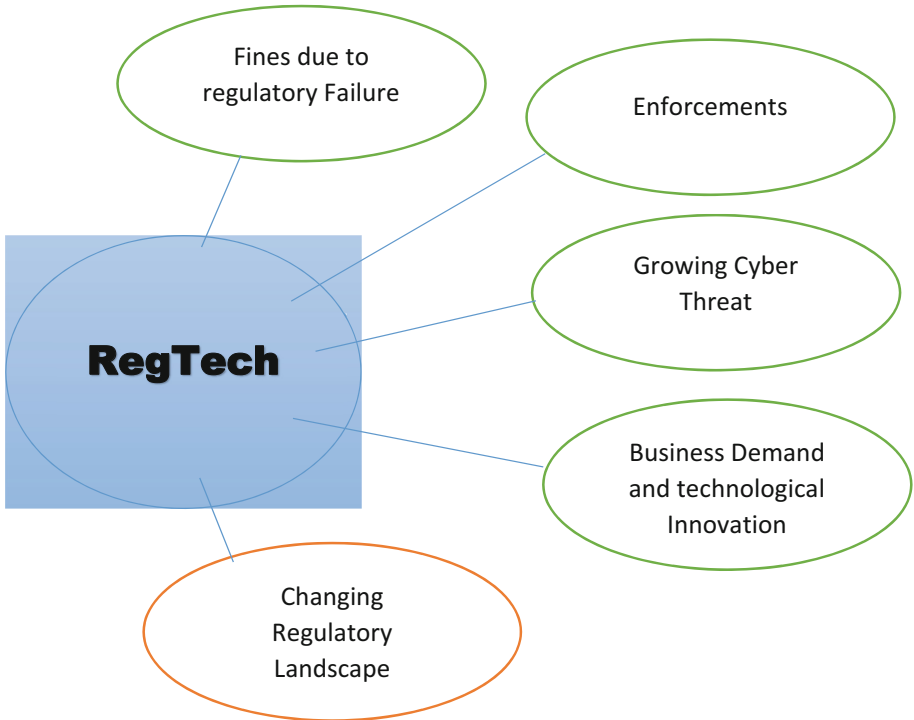 Fines due to
regulatory Failure
Enforcements
Growing Cyber
Threat
RegTech
Business Demand
and technological
Innovation
Changing
Regulatory
Landscape